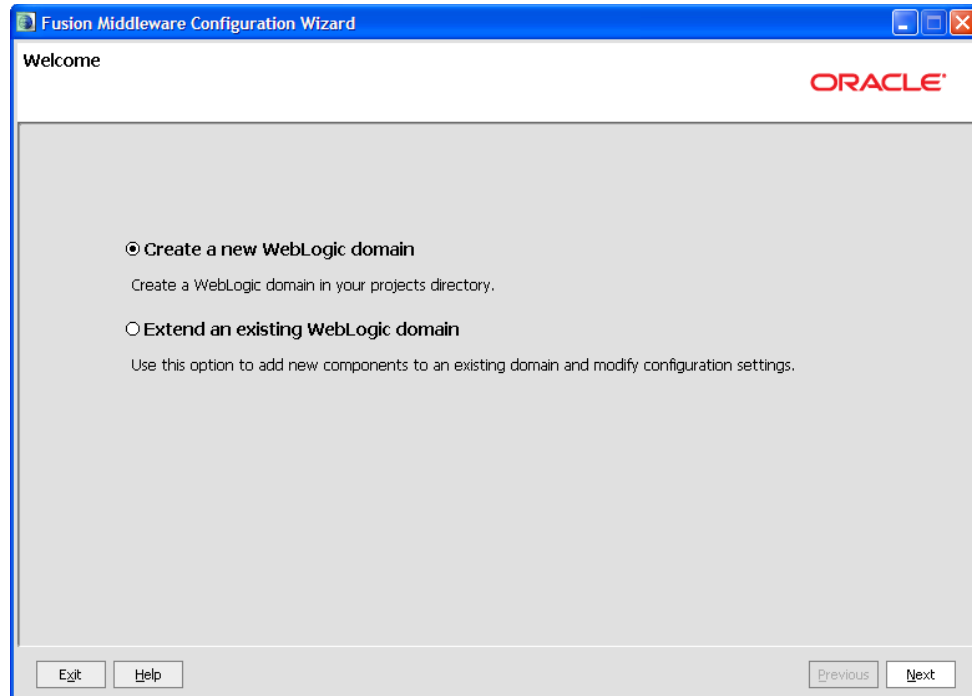 Fusion Middleware Configuration Wizard
Welcome
ORACLE
Create a new WebLogic domain
Create a WebLogic domain in your projects directory.
Extend an existing WebLogic domain
Use this option to add new components to an existing domain and modify configuration settings.
Exit Help Previous Next